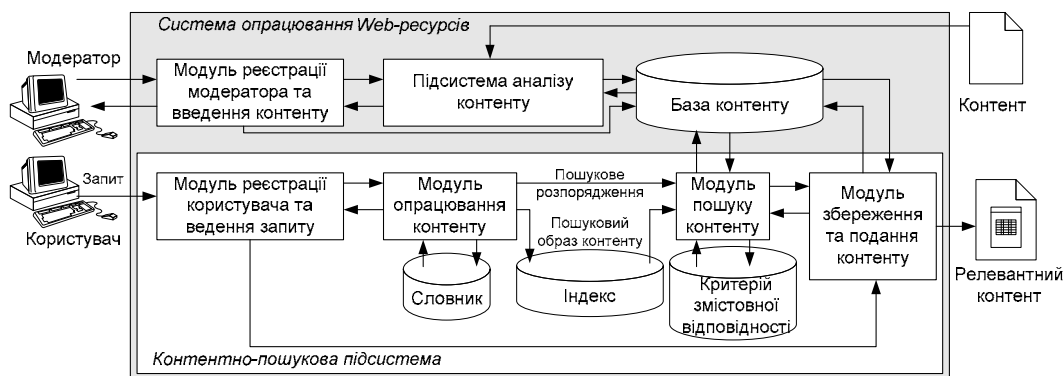 Система опрацювання Web-ресурсів
Модератор
Модуль реєстрації
модератора та
введення контенту
Підсистема аналізу
контенту
База контенту
Контент
Запит
Користувач
Модуль реєстрації
користувача та
ведення запиту
Модуль
опрацювання
контенту
Пошукове
розпорядження
Пошуковий
образ контенту
Модуль
пошуку
контенту
Модуль
збереження
та подання
контенту
Словник
Індекс
Критерій
змістовної
відповідності
Релевантний
контент
Контентно-пошукова підсистема